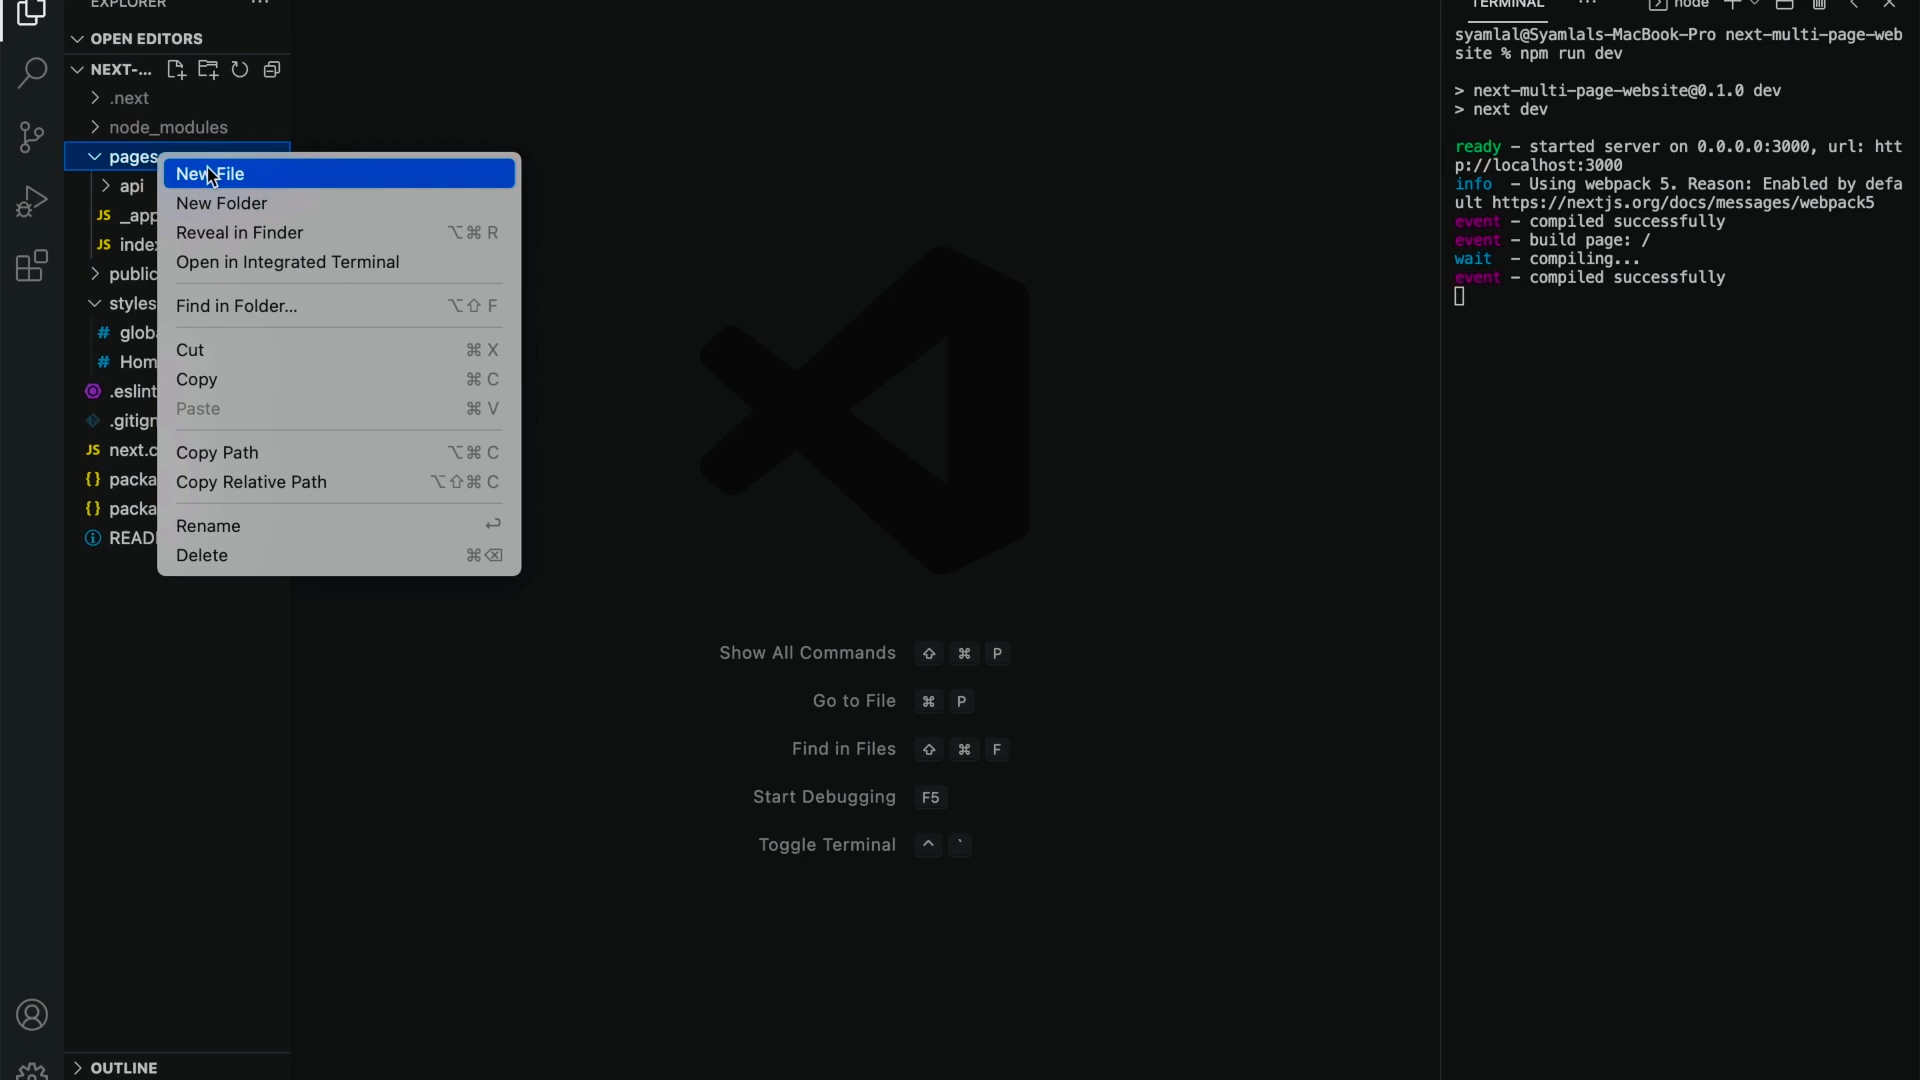 EXPLORER
OPEN EDITORS
NEXT-...
.next
node_modules
pages
api
_app
index
public
styles
glob
Hom
.eslint
.gitign
next.c
packa
packa
READ
OUTLINE
New File
New Folder
Reveal in Finder ⌥⌘ R
Open in Integrated Terminal
Find in Folder... ⌥⇧ F
Cut ⌘ X
Copy ⌘ C
Paste ⌘ V
Copy Path ⌥⌘ C
Copy Relative Path ⌥⇧⌘ C
Rename ↩
Delete ⌘⌫
Show All Commands ⇧ ⌘ P
Go to File ⌘ P
Find in Files ⇧ ⌘ F
Start Debugging F5
Toggle Terminal ^ `
TERMINAL node
syamlal@Syamlals-MacBook-Pro next-multi-page-web
site % npm run dev
> next-multi-page-website@0.1.0 dev
> next dev
ready - started server on 0.0.0.0:3000, url: htt
p://localhost:3000
info - Using webpack 5. Reason: Enabled by defa
ult https://nextjs.org/docs/messages/webpack5
event - compiled successfully
event - build page: /
wait - compiling...
event - compiled successfully